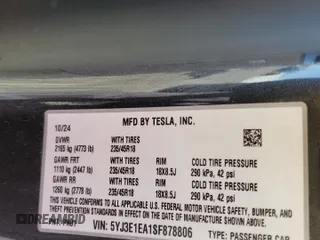 MFD BY TESLA, INC.
10/24
GVWR WITH TIRES
2165 kg (4773 lb) 235/45R18
GAWR FRT WITH TIRES RIM COLD TIRE PRESSURE
1110 kg (2447 lb) 235/45R18 18X8.5J 290 kPa, 42 psi
GAWR RR WITH TIRES RIM COLD TIRE PRESSURE
1260 kg (2778 lb) 235/45R18 18X8.5J 290 kPa, 42 psi
THIS VEHICLE CONFORMS TO ALL APPLICABLE
U.S. FEDERAL MOTOR VEHICLE SAFETY, BUMPER, AND
THEFT PREVENTION STANDARDS IN EFFECT ON THE DATE OF
MANUFACTURE SHOWN ABOVE.
VIN: 5YJ3E1EA1SF878806
TYPE: PASSENGER CAR
DREAMBID